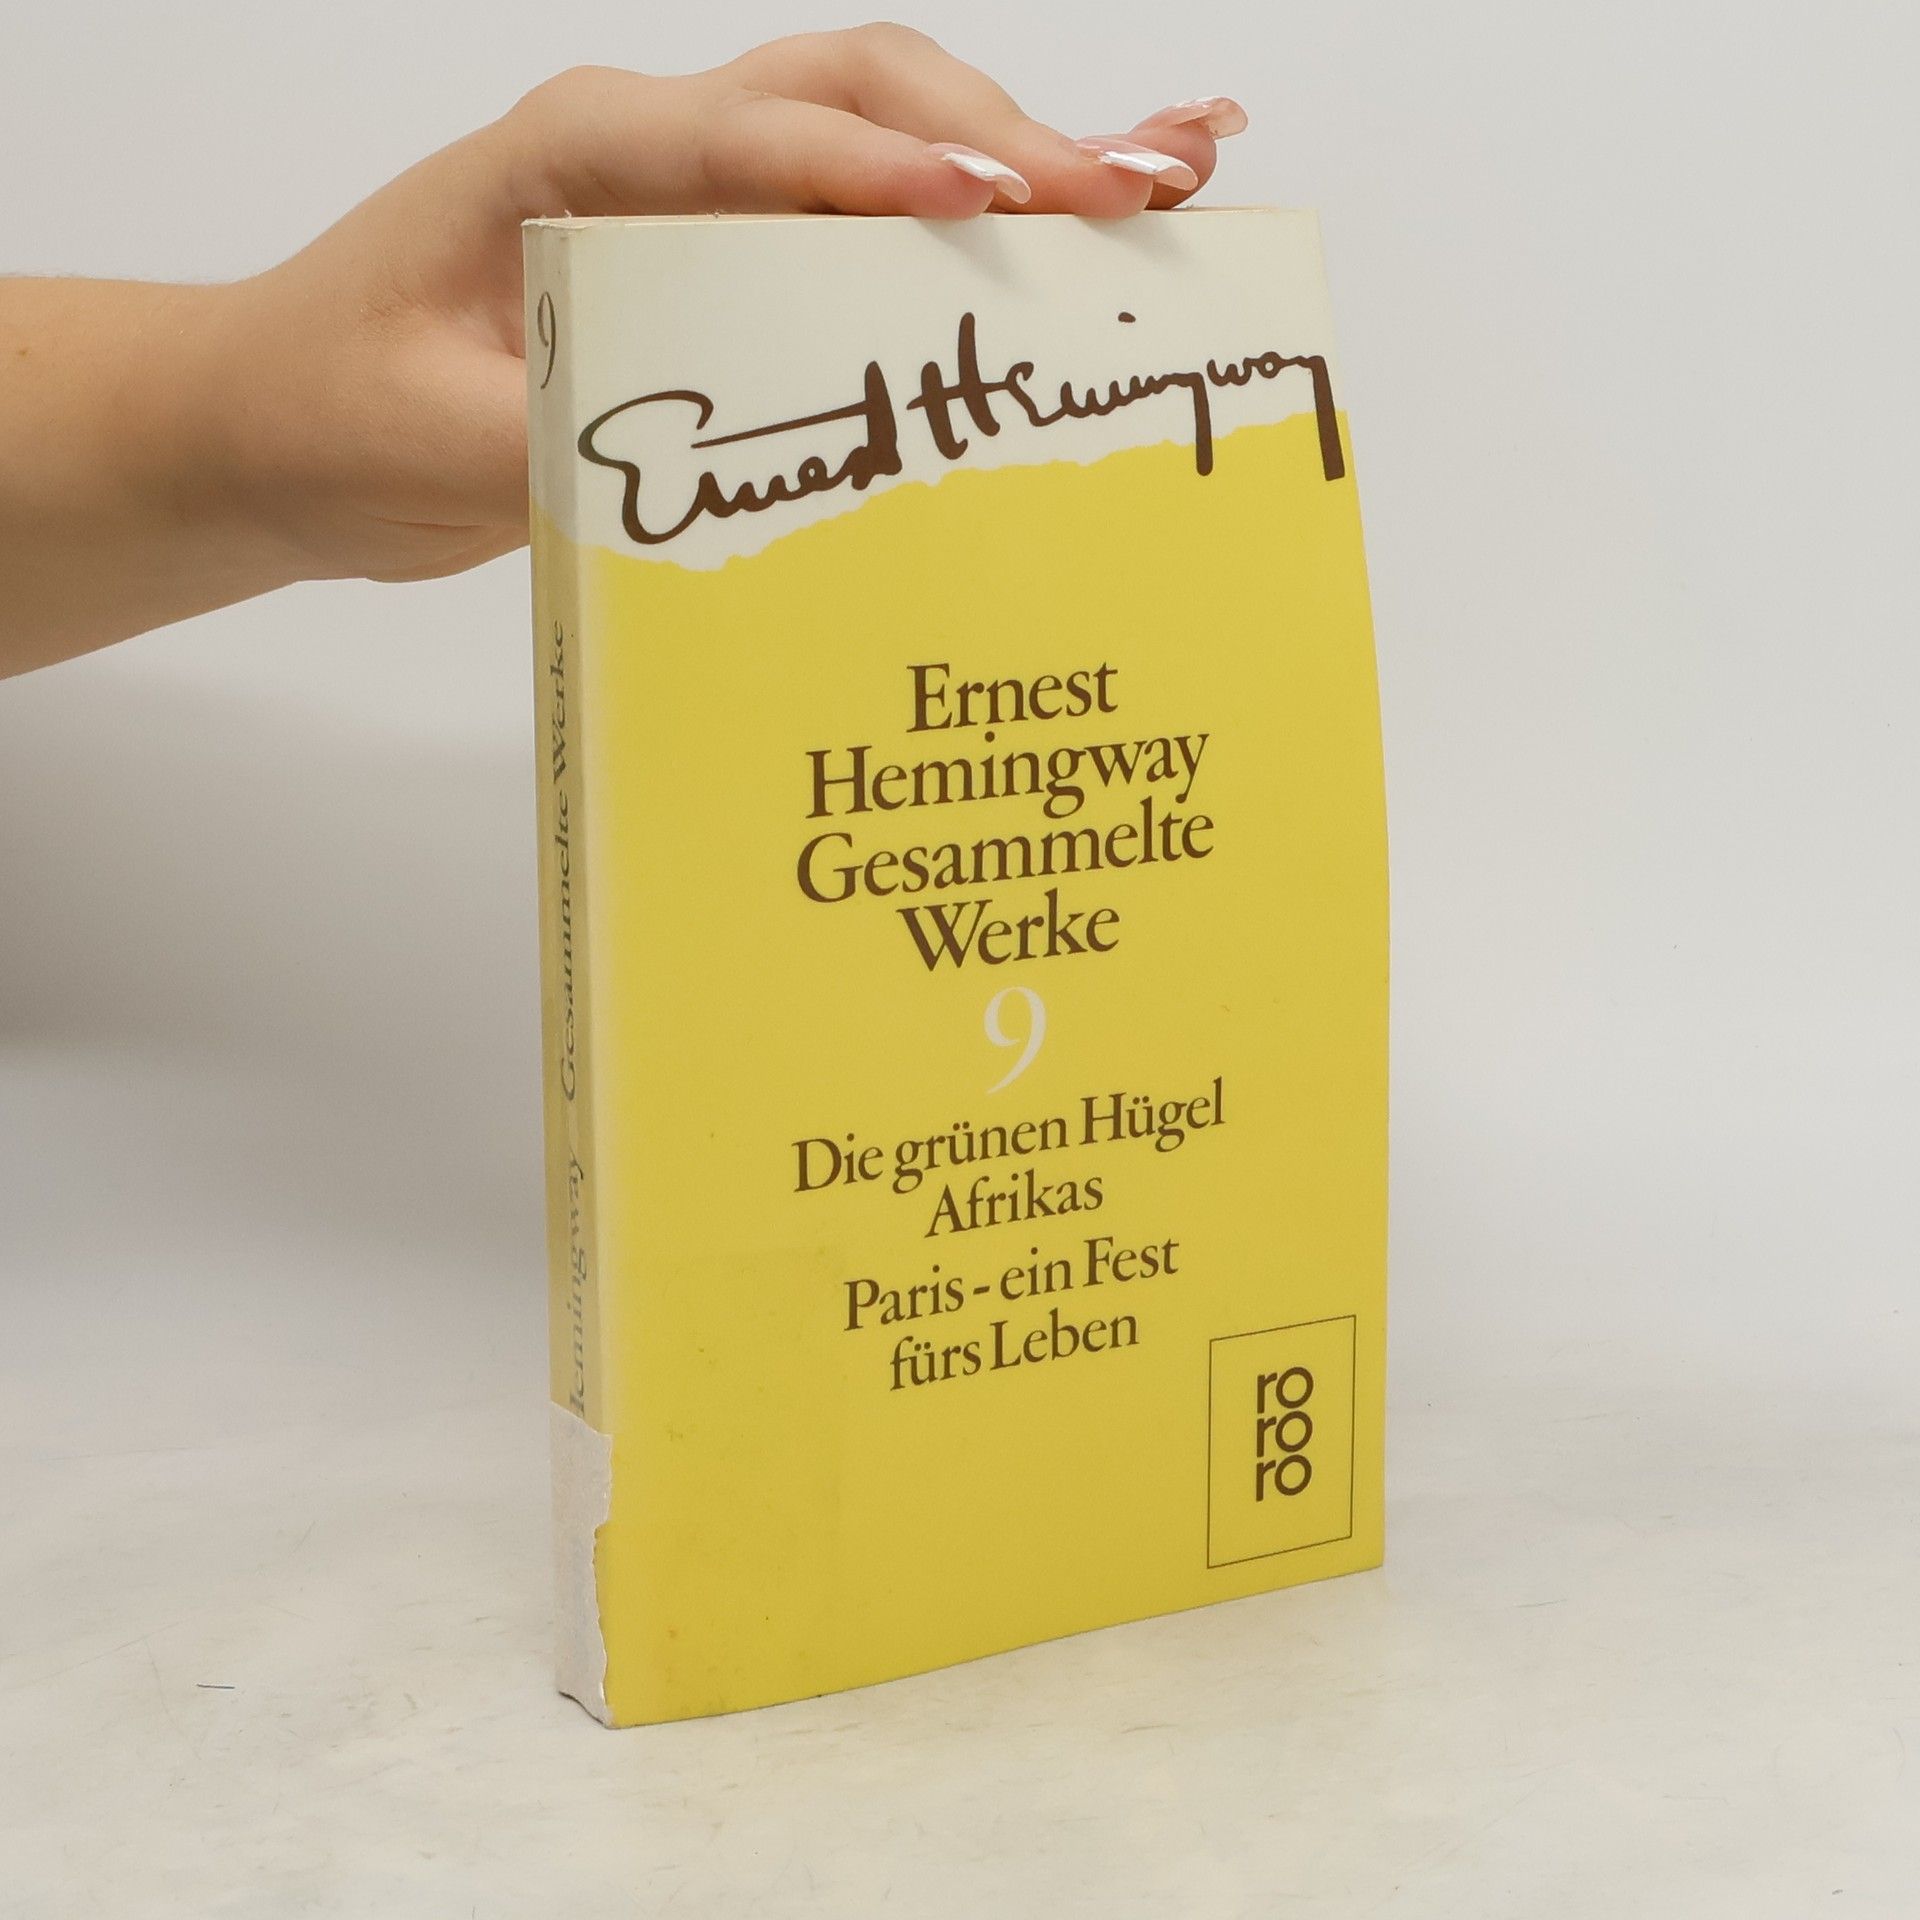 Ernest Hemingway
Ernest
Hemingway
Gesammelte
Werke
9
Die grünen Hügel
Afrikas
Paris - ein Fest
fürs Leben
ro
ro
ro
9
Hemingway Gesammelte Werke